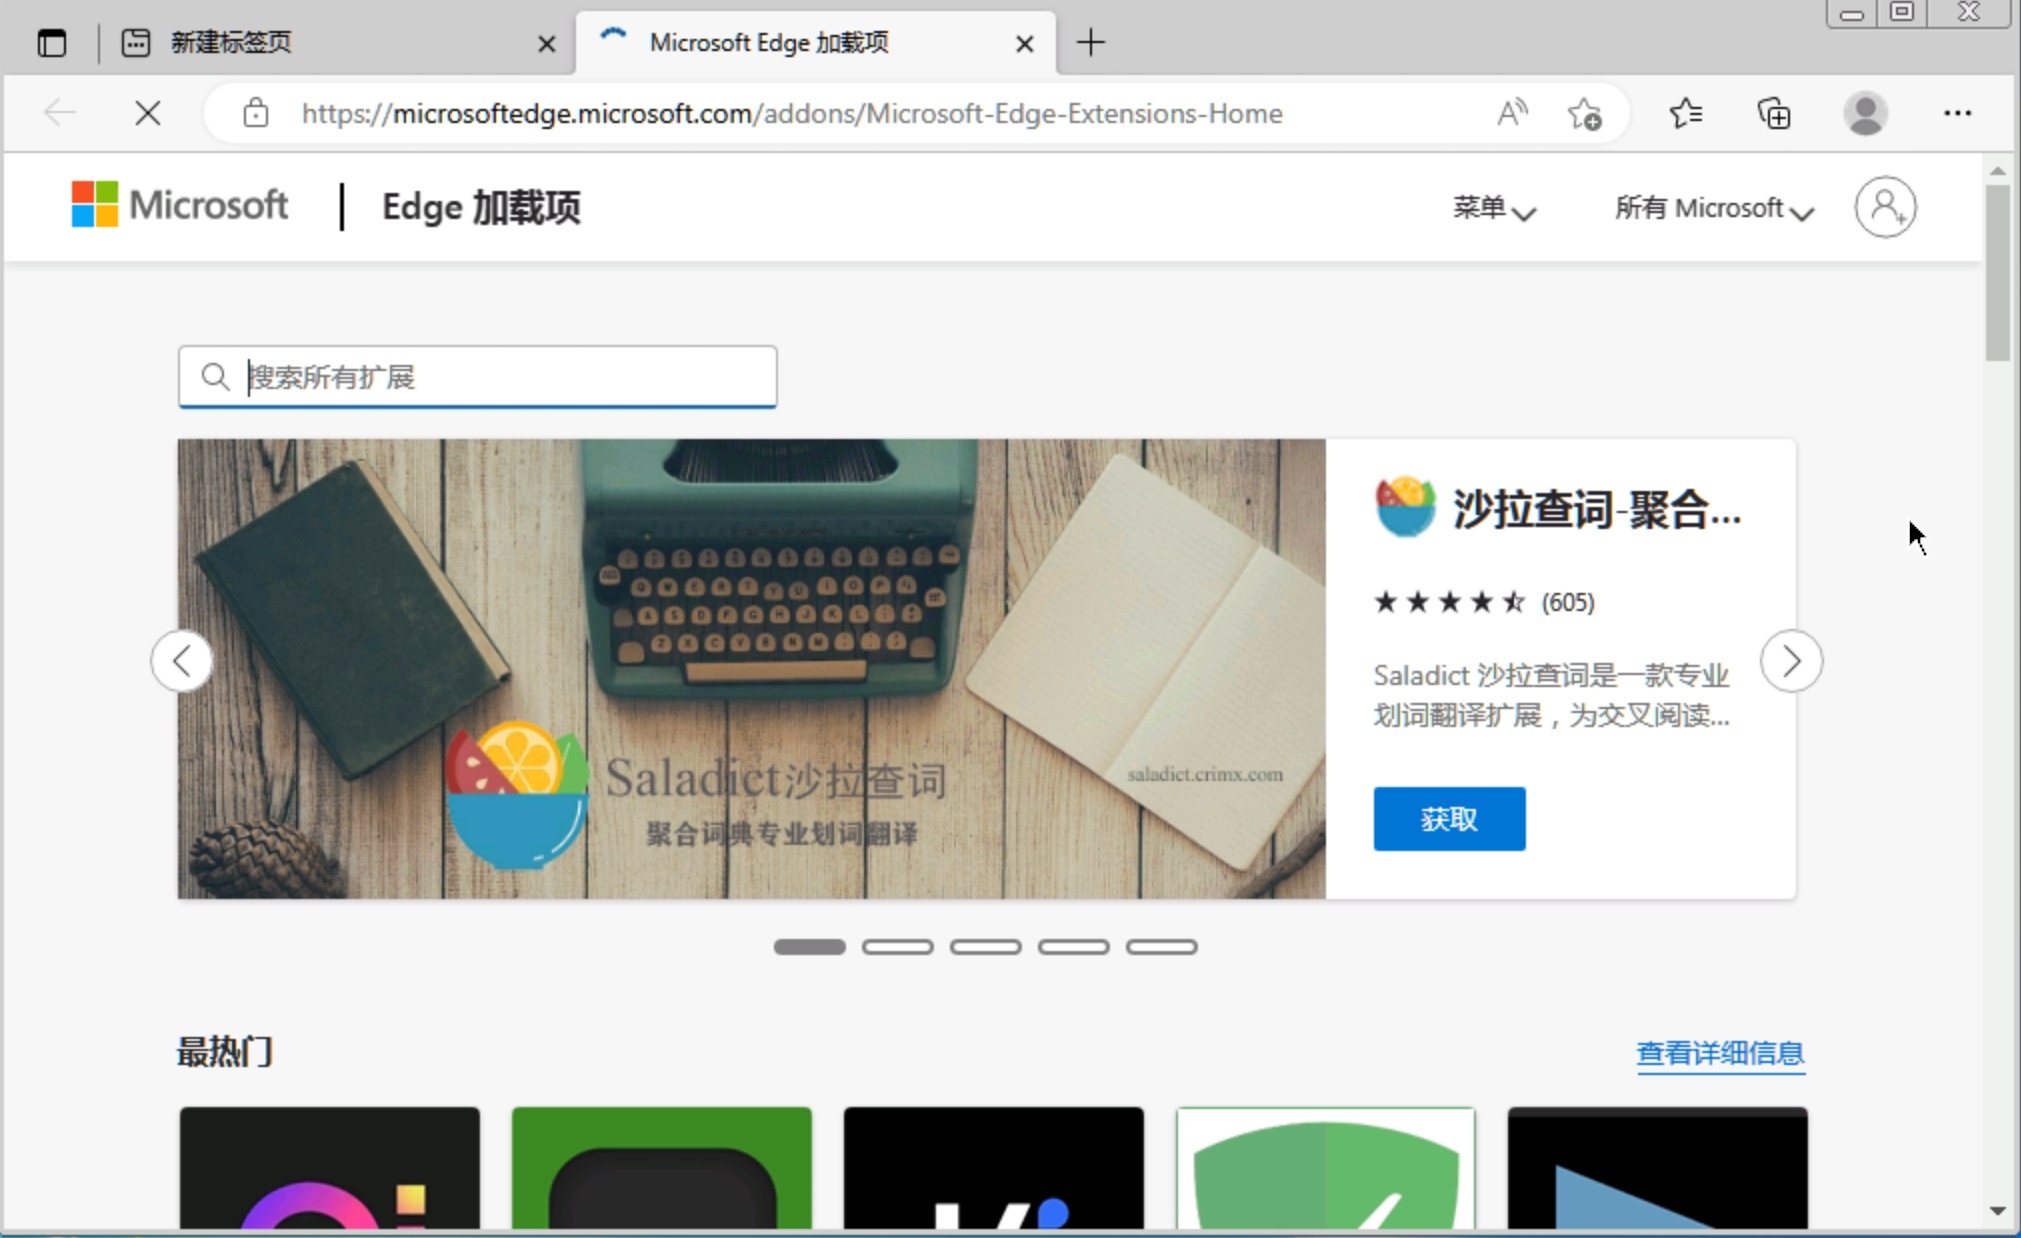 新建标签页
Microsoft Edge 加载项
https://microsoftedge.microsoft.com/addons/Microsoft-Edge-Extensions-Home
Microsoft | Edge 加载项
菜单
所有 Microsoft
搜索所有扩展
沙拉查词-聚合...
(605)
Saladict 沙拉查词是一款专业
划词翻译扩展，为交叉阅读...
获取
Saladict沙拉查词
聚合词典专业划词翻译
saladict.crimx.com
最热门
查看详细信息